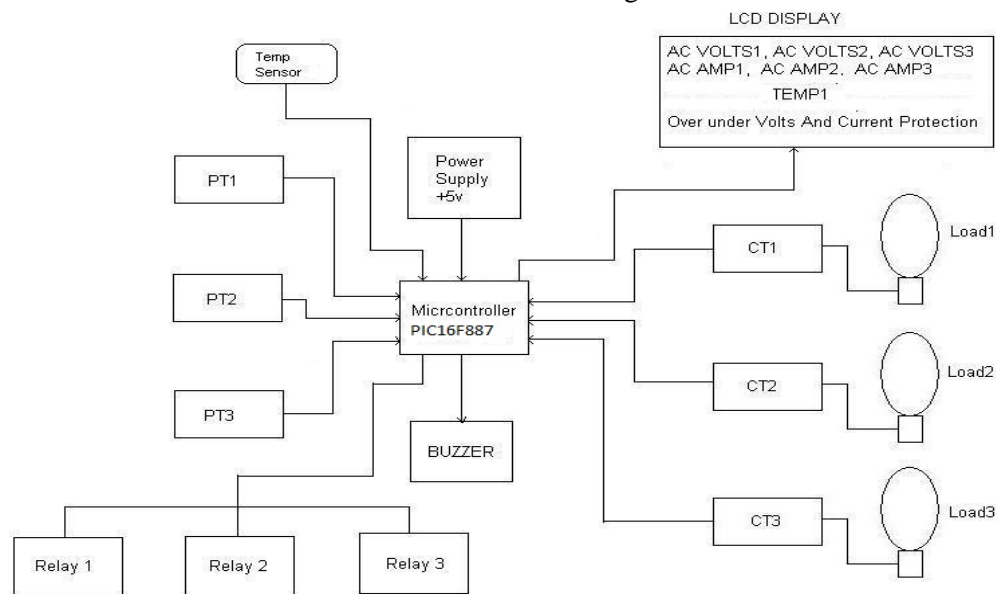 LCD DISPLAY
AC VOLTS1, AC VOLTS2, AC VOLTS3
AC AMP1, AC AMP2, AC AMP3
TEMP1
Over under Volts And Current Protection
Temp
Sensor
Power
Supply
+5v
PT1
PT2
PT3
Micrcontroller
PIC16F887
BUZZER
CT1
Load1
CT2
Load2
CT3
Load3
Relay 1
Relay 2
Relay 3